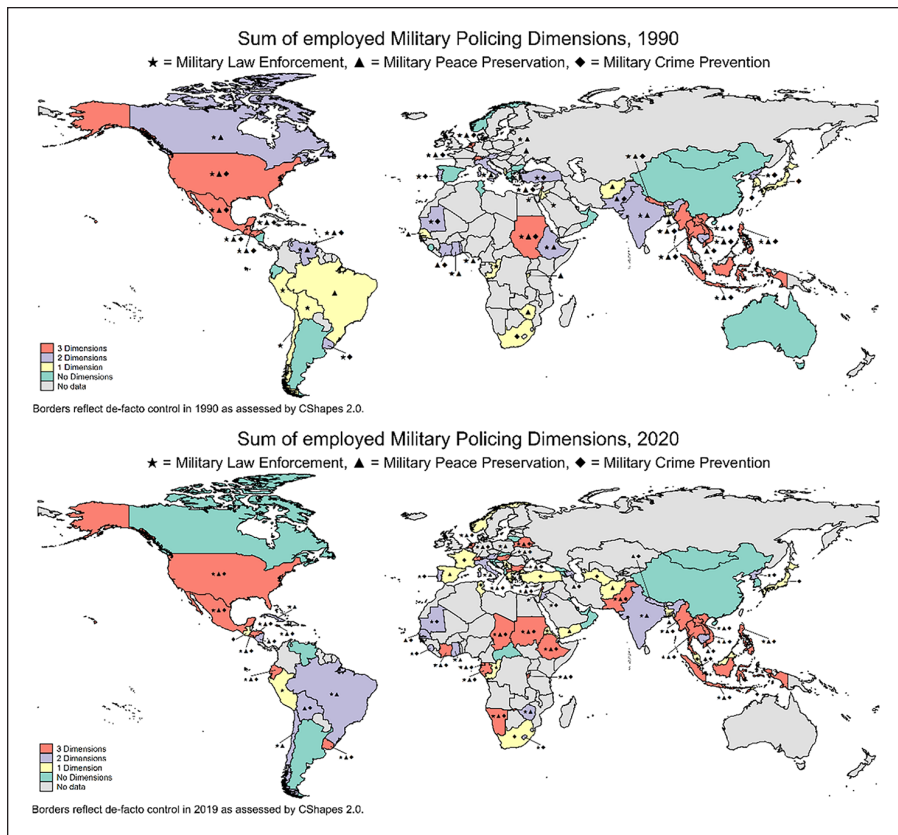 Sum of employed Military Policing Dimensions, 1990
★ = Military Law Enforcement, ▲ = Military Peace Preservation, ◆ = Military Crime Prevention
3 Dimensions
2 Dimensions
1 Dimension
No Dimensions
No data
Borders reflect de-facto control in 1990 as assessed by CShapes 2.0.
Sum of employed Military Policing Dimensions, 2020
★ = Military Law Enforcement, ▲ = Military Peace Preservation, ◆ = Military Crime Prevention
3 Dimensions
2 Dimensions
1 Dimension
No Dimensions
No data
Borders reflect de-facto control in 2019 as assessed by CShapes 2.0.